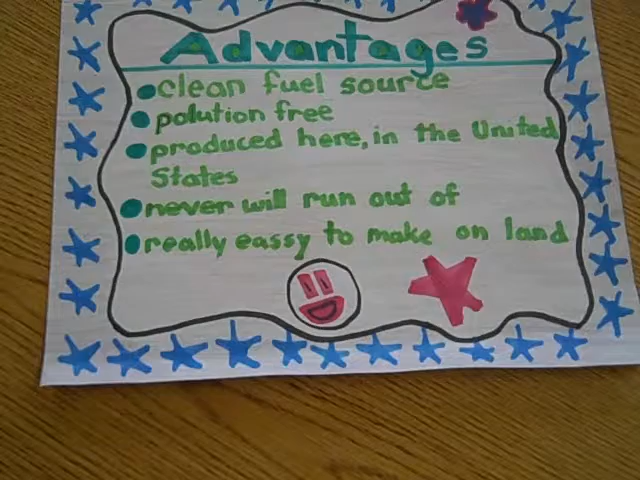 Advantages
clean fuel source
polution free
produced here, in the United
States
never will run out of
really eassy to make on land